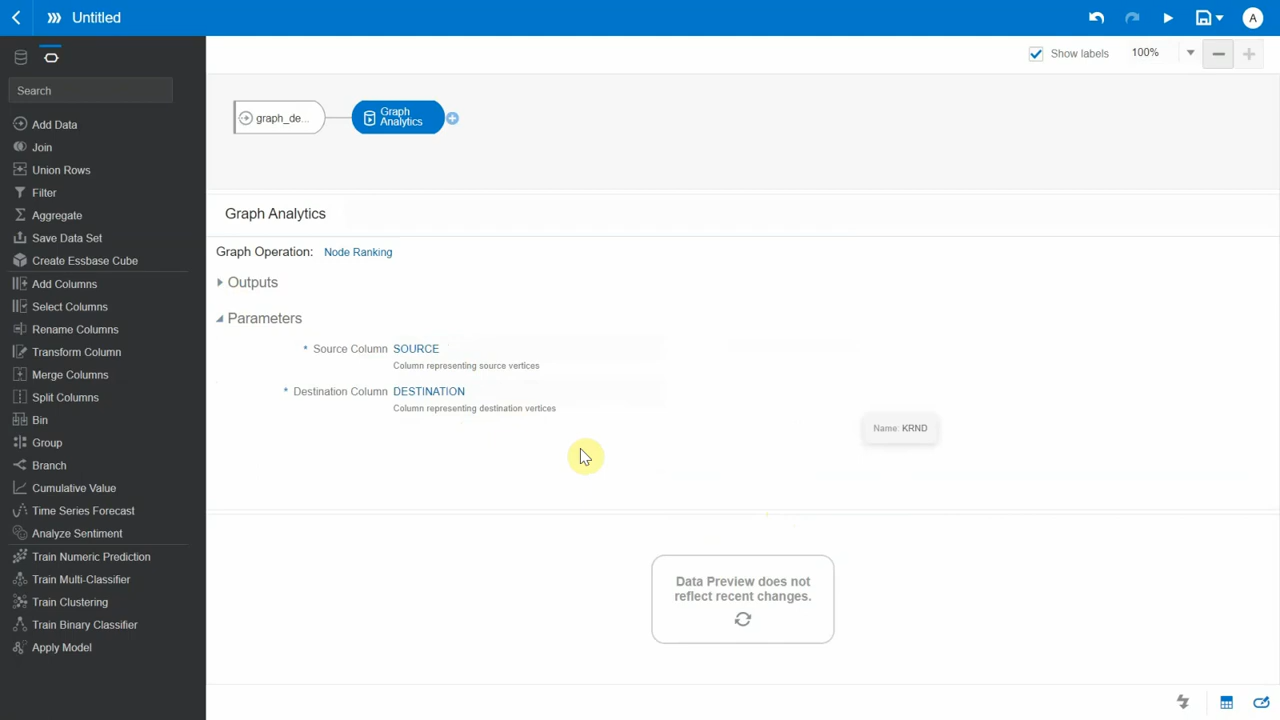 Untitled
A
Show labels
100%
Search
Add Data
Join
Union Rows
Filter
Aggregate
Save Data Set
Create Essbase Cube
Add Columns
Select Columns
Rename Columns
Transform Column
Merge Columns
Split Columns
Bin
Group
Branch
Cumulative Value
Time Series Forecast
Analyze Sentiment
Train Numeric Prediction
Train Multi-Classifier
Train Clustering
Train Binary Classifier
Apply Model
graph_de...
Graph
Analytics
Graph Analytics
Graph Operation: Node Ranking
Outputs
Parameters
* Source Column SOURCE
Column representing source vertices
* Destination Column DESTINATION
Column representing destination vertices
Name: KRND
Data Preview does not
reflect recent changes.